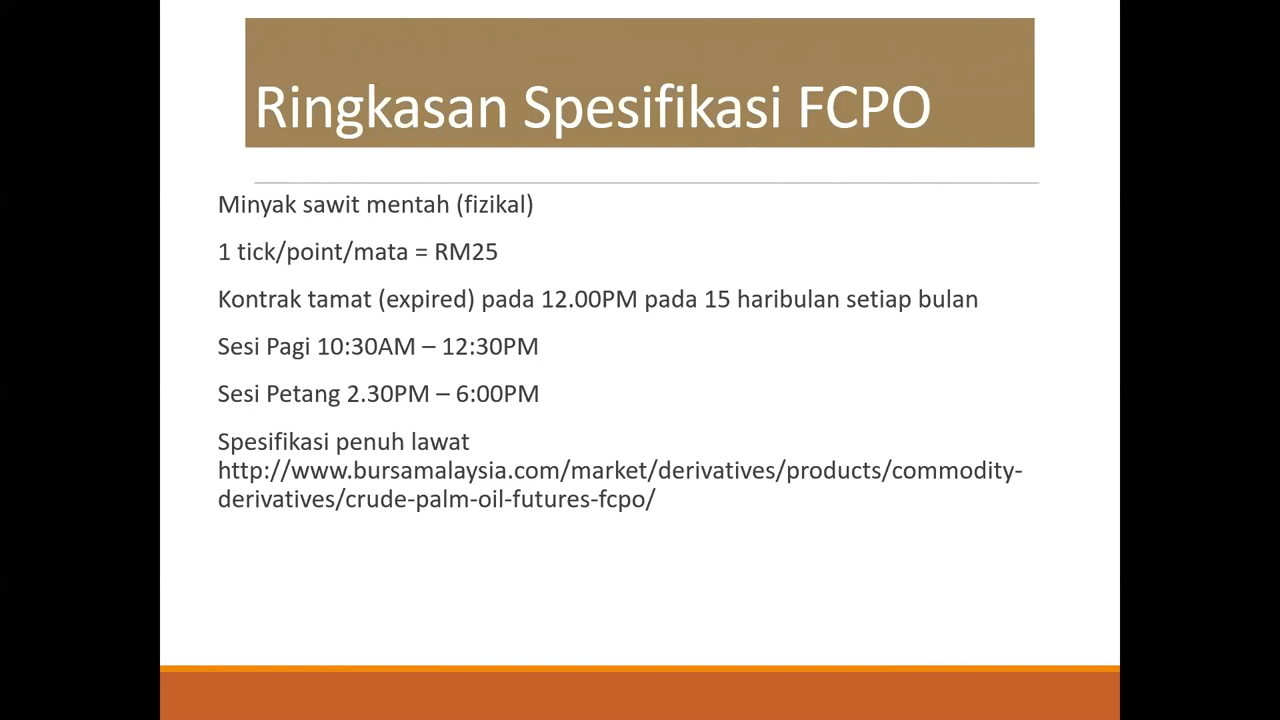 Ringkasan Spesifikasi FCPO
Minyak sawit mentah (fizikal)
1 tick/point/mata = RM25
Kontrak tamat (expired) pada 12.00PM pada 15 haribulan setiap bulan
Sesi Pagi 10:30AM – 12:30PM
Sesi Petang 2.30PM – 6:00PM
Spesifikasi penuh lawat
http://www.bursamalaysia.com/market/derivatives/products/commodity-
derivatives/crude-palm-oil-futures-fcpo/